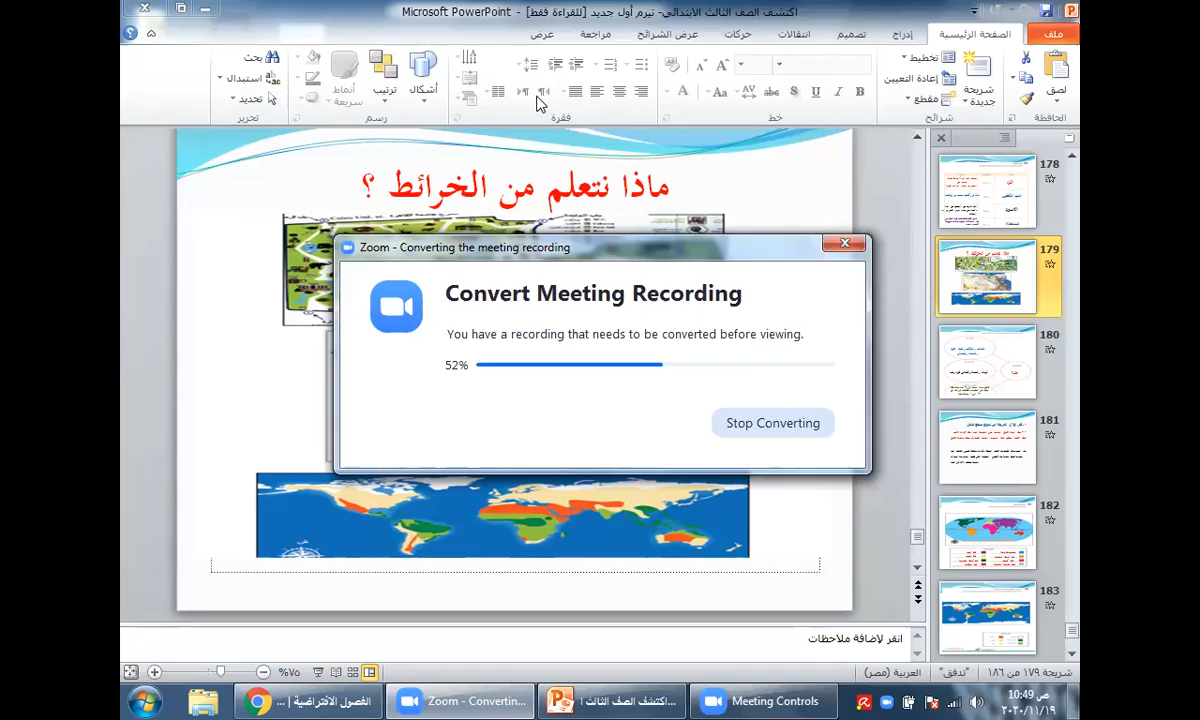 اكتشف الصف الثالث الابتدائي- تيرم أول جديد [للقراءة فقط] - Microsoft PowerPoint
ملف
الصفحة الرئيسية
إدراج
تصميم
انتقالات
حركات
عرض الشرائح
مراجعة
عرض
لصق
الحافظة
شريحة جديدة
تخطيط
إعادة التعيين
مقطع
شرائح
خط
فقرة
أشكال
ترتيب
أنماط سريعة
رسم
بحث
استبدال
تحديد
تحرير
ماذا نتعلم من الخرائط ؟
Zoom - Converting the meeting recording
Convert Meeting Recording
You have a recording that needs to be converted before viewing.
52%
Stop Converting
178
179
180
181
182
183
انقر لإضافة ملاحظات
شريحة ١٧٩ من ١٨٦
"تدفق"
العربية (مصر)
%٧٥
الفصول الأفتراضية | ...
Zoom - Convertin...
اكتشف الصف الثالث ا...
Meeting Controls
10:49 ص
٢٠٢٠/١١/١٩